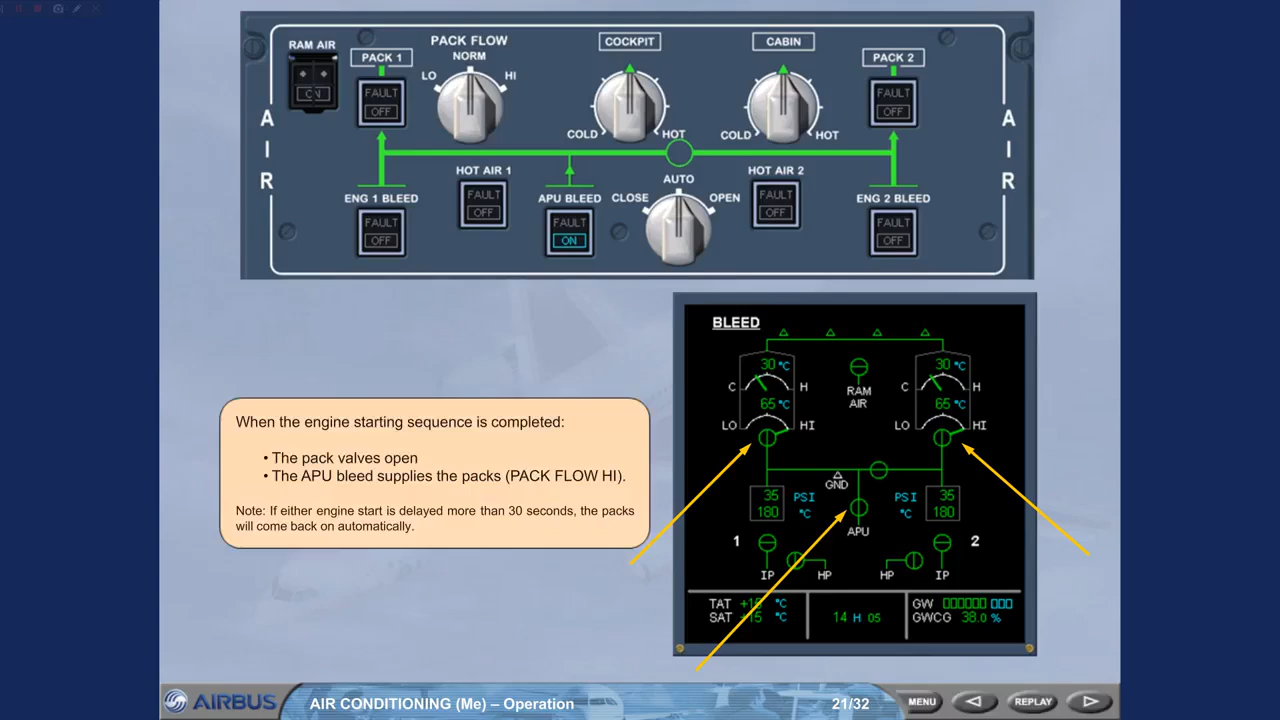 RAM AIR
ON
PACK 1
FAULT
OFF
PACK FLOW
LO NORM HI
COCKPIT
COLD HOT
CABIN
COLD HOT
PACK 2
FAULT
OFF
A
I
R
A
I
R
ENG 1 BLEED
FAULT
OFF
HOT AIR 1
FAULT
OFF
APU BLEED
FAULT
ON
AUTO
CLOSE OPEN
HOT AIR 2
FAULT
OFF
ENG 2 BLEED
FAULT
OFF
When the engine starting sequence is completed:
• The pack valves open
• The APU bleed supplies the packs (PACK FLOW HI).
Note: If either engine start is delayed more than 30 seconds, the packs
will come back on automatically.
BLEED
30 °C 30 °C
C H RAM C H
AIR
65 °C 65 °C
LO HI LO HI
GND
35 PSI PSI 35
180 °C °C 180
APU
1 2
IP HP HP IP
TAT +15 °C
SAT +15 °C
14 H 05
GW
GWCG 38.0 %
AIRBUS
AIR CONDITIONING (Me) – Operation
21/32
MENU
REPLAY